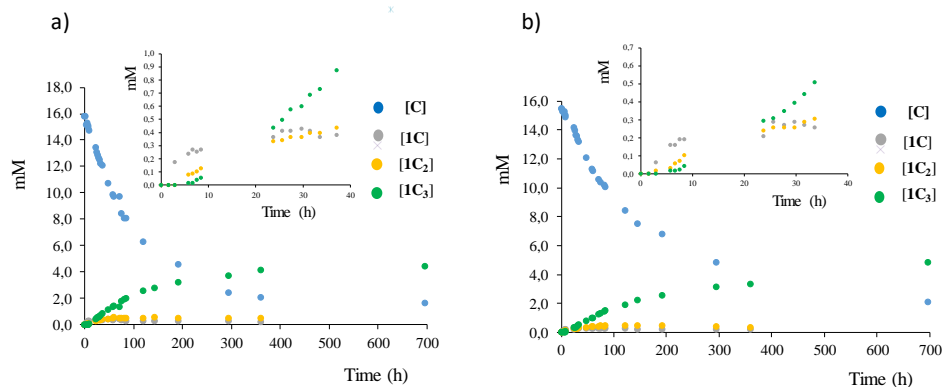 a)
mM
18,0
16,0
14,0
12,0
10,0
8,0
6,0
4,0
2,0
0,0
0 100 200 300 400 500 600 700
Time (h)
mM
1,0
0,9
0,8
0,7
0,6
0,5
0,4
0,3
0,2
0,1
0,0
0 10 20 30 40
Time (h)
[C]
[1C]
[1C₂]
[1C₃]
b)
mM
16,0
14,0
12,0
10,0
8,0
6,0
4,0
2,0
0,0
0 100 200 300 400 500 600 700
Time (h)
mM
0,7
0,6
0,5
0,4
0,3
0,2
0,1
0,0
0 20 40
Time (h)
[C]
[1C]
[1C₂]
[1C₃]